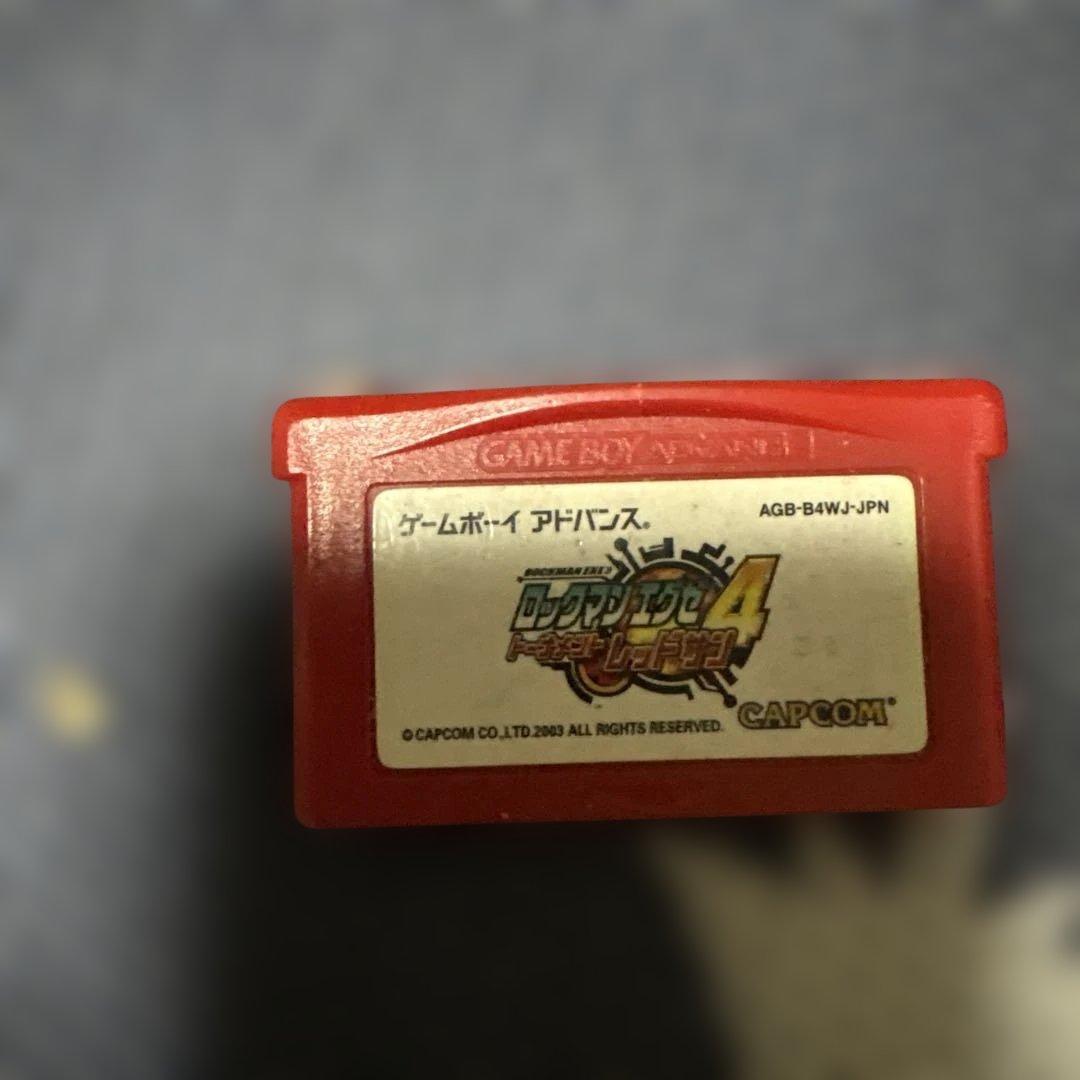 GAME BOY ADVANCE
ゲームボーイ アドバンス®
AGB-B4WJ-JPN
ROCKMAN EXE 4
ロックマン エグゼ 4
トーナメント レッドサン
© CAPCOM CO.,LTD.2003 ALL RIGHTS RESERVED.
CAPCOM®